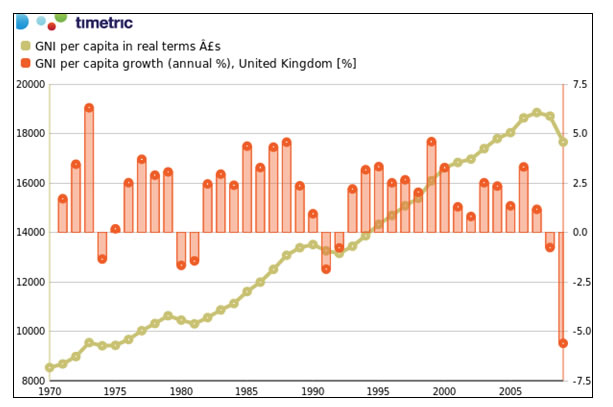 timetric
GNI per capita in real terms Â£s
GNI per capita growth (annual %), United Kingdom [%]
20000 7.5
18000 5.0
16000 2.5
14000 0.0
12000 -2.5
10000 -5.0
8000 -7.5
1970 1975 1980 1985 1990 1995 2000 2005